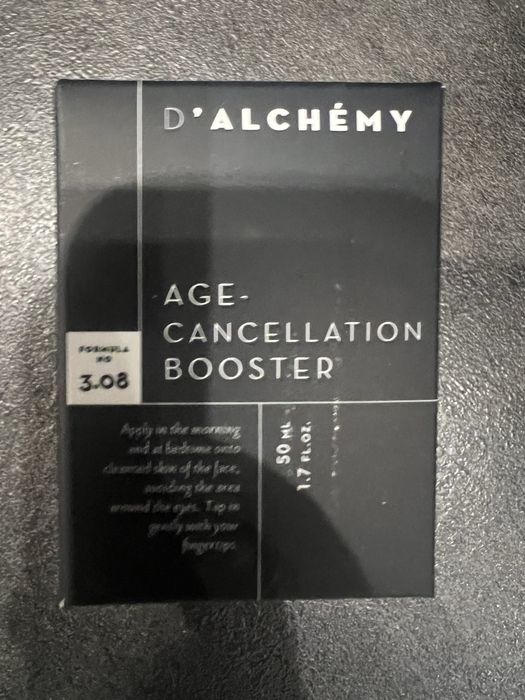 D'ALCHÉMY
AGE-
CANCELLATION
BOOSTER
FORMULA
NO
3.08
Apply in the morning
and at bedtime onto
cleansed skin of the face,
avoiding the area
around the eyes. Tap in
gently with your
fingertips.
50 ML
1.7 FL.OZ.